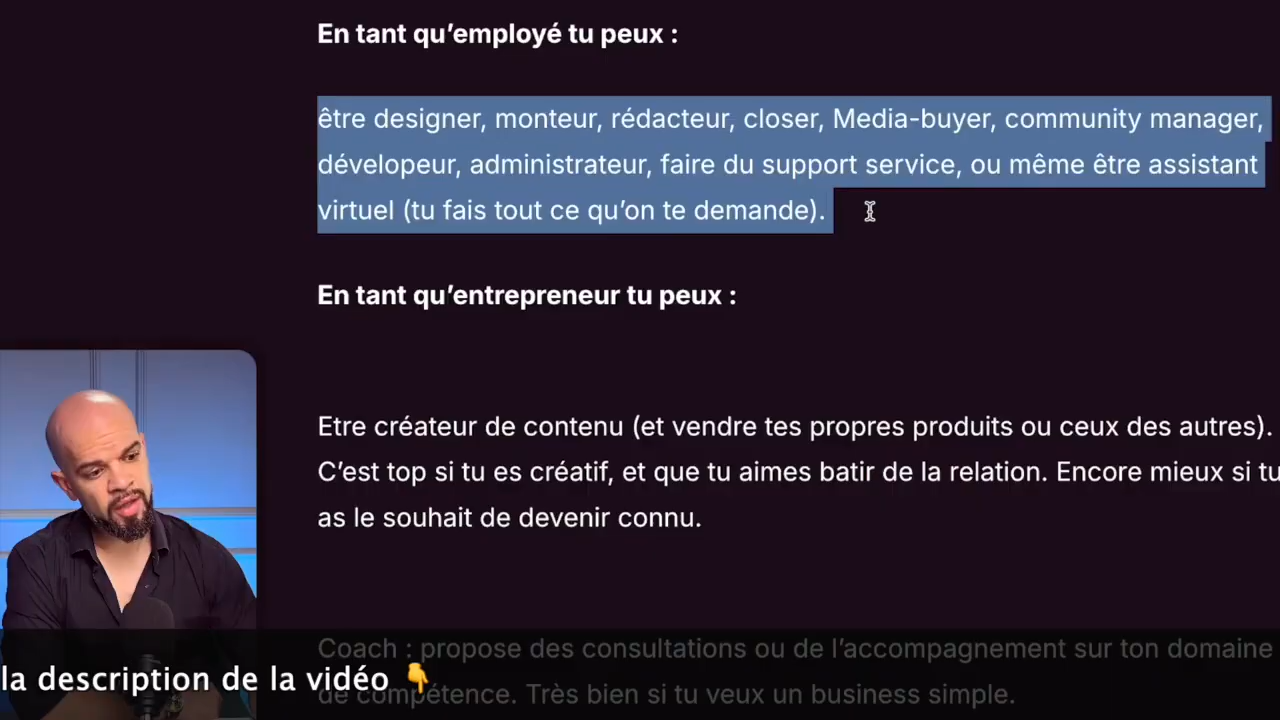 En tant qu’employé tu peux :
être designer, monteur, rédacteur, closer, Media-buyer, community manager,
dévelopeur, administrateur, faire du support service, ou même être assistant
virtuel (tu fais tout ce qu’on te demande).
En tant qu’entrepreneur tu peux :
Etre créateur de contenu (et vendre tes propres produits ou ceux des autres).
C’est top si tu es créatif, et que tu aimes batir de la relation. Encore mieux si tu
as le souhait de devenir connu.
Coach : propose des consultations ou de l’accompagnement sur ton domaine
de compétence. Très bien si tu veux un business simple.
la description de la vidéo 👇